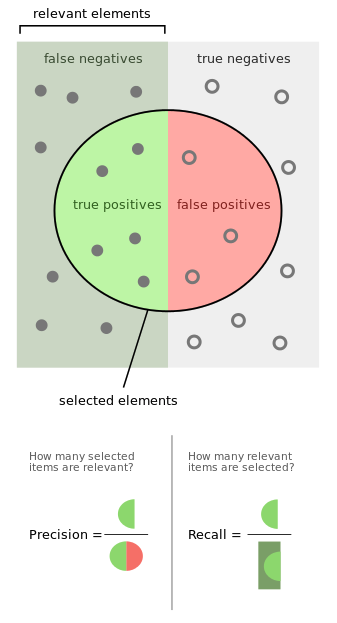 relevant elements
false negatives
true negatives
true positives
false positives
selected elements
How many selected
items are relevant?
How many relevant
items are selected?
Precision =
Recall =